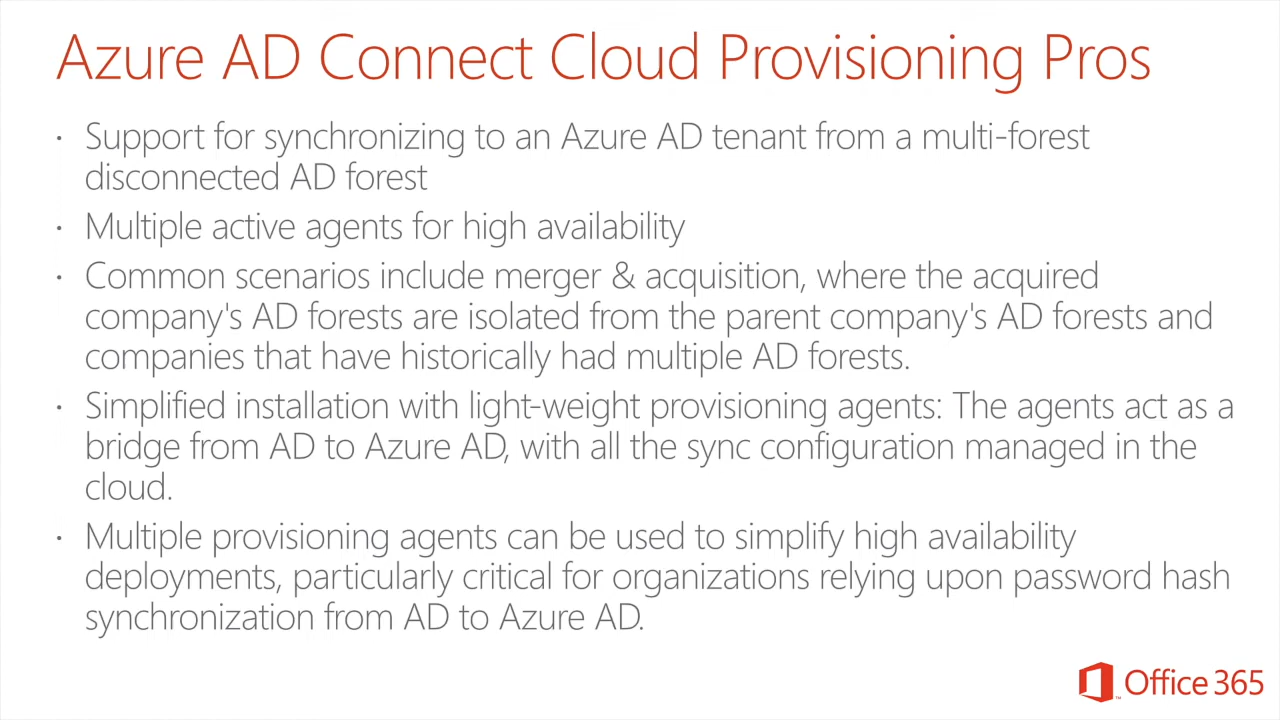 Azure AD Connect Cloud Provisioning Pros
· Support for synchronizing to an Azure AD tenant from a multi-forest
disconnected AD forest
· Multiple active agents for high availability
· Common scenarios include merger & acquisition, where the acquired
company's AD forests are isolated from the parent company's AD forests and
companies that have historically had multiple AD forests.
· Simplified installation with light-weight provisioning agents: The agents act as a
bridge from AD to Azure AD, with all the sync configuration managed in the
cloud.
· Multiple provisioning agents can be used to simplify high availability
deployments, particularly critical for organizations relying upon password hash
synchronization from AD to Azure AD.
Office 365